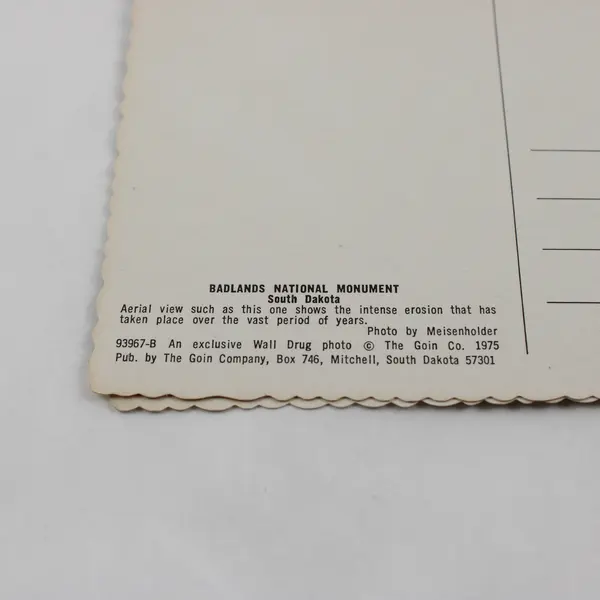 BADLANDS NATIONAL MONUMENT
South Dakota
Aerial view such as this one shows the intense erosion that has
taken place over the vast period of years.
Photo by Meisenholder
93967-B An exclusive Wall Drug photo © The Goin Co. 1975
Pub. by The Goin Company, Box 746, Mitchell, South Dakota 57301